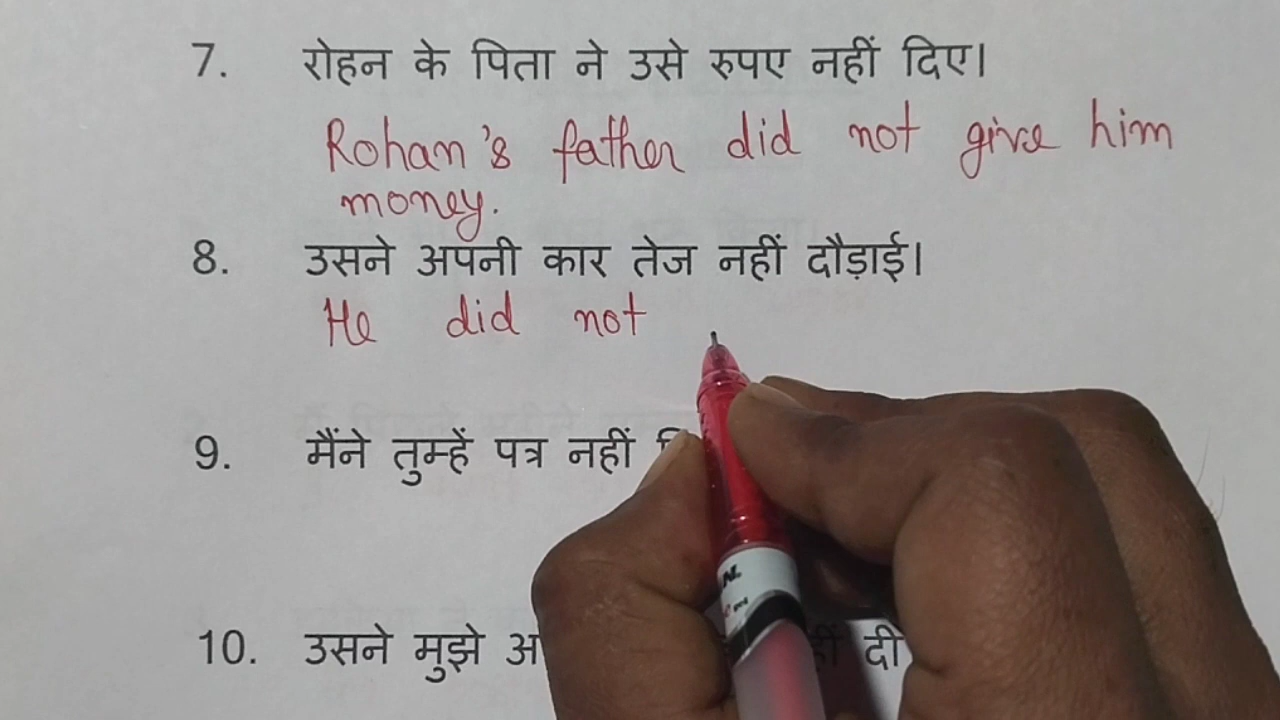 7. रोहन के पिता ने उसे रुपए नहीं दिए।
Rohan's father did not give him
money.
8. उसने अपनी कार तेज नहीं दौड़ाई।
He did not
9. मैंने तुम्हें पत्र नहीं
10. उसने मुझे दी